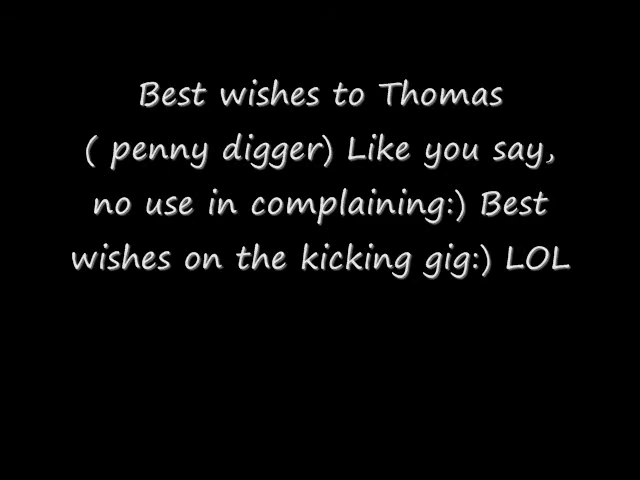 Best wishes to Thomas
( penny digger) Like you say,
no use in complaining:) Best
wishes on the kicking gig:) LOL